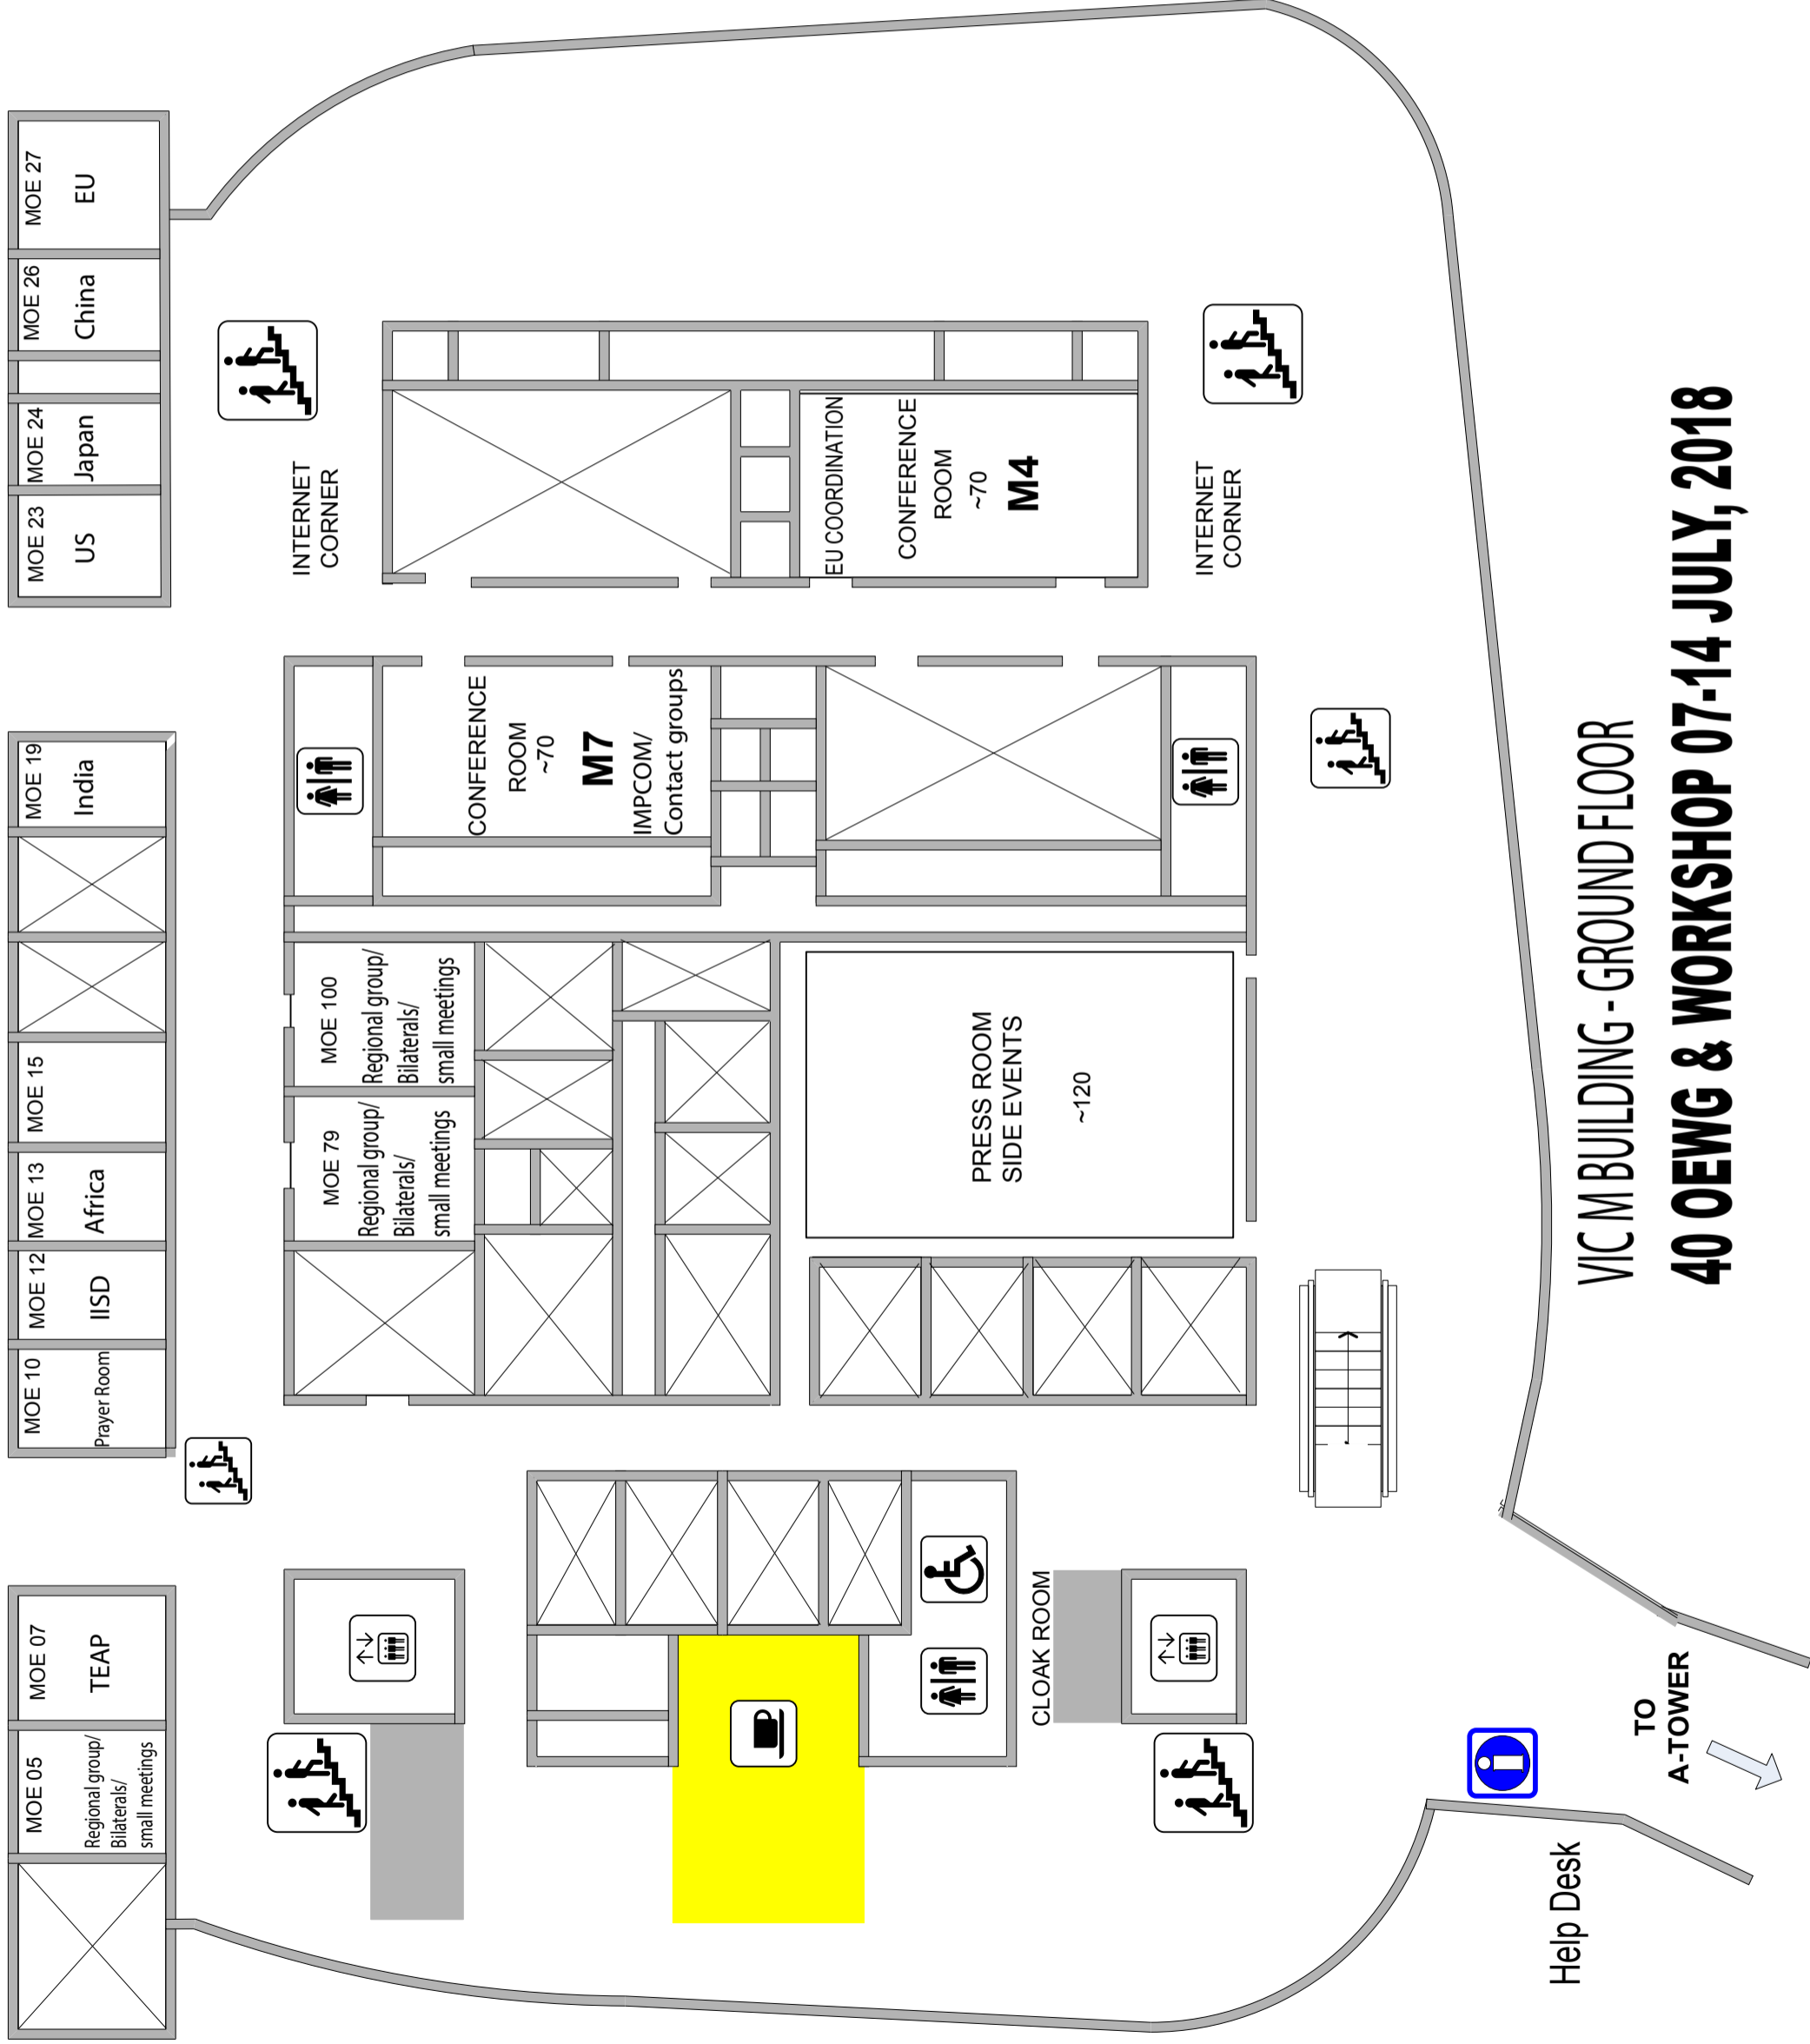 MOE 05
Regional group/
Bilaterals/
small meetings
MOE 07
TEAP
MOE 10
Prayer Room
MOE 12
IISD
MOE 13
Africa
MOE 15
MOE 19
India
MOE 23
US
MOE 24
Japan
MOE 26
China
MOE 27
EU
INTERNET
CORNER
MOE 79
Regional group/
Bilaterals/
small meetings
MOE 100
Regional group/
Bilaterals/
small meetings
CONFERENCE
ROOM
~70
M7
IMPCOM/
Contact groups
EU COORDINATION
CONFERENCE
ROOM
~70
M4
PRESS ROOM
SIDE EVENTS
~120
CLOAK ROOM
INTERNET
CORNER
Help Desk
TO
A-TOWER
VIC M BUILDING - GROUND FLOOR
40 OEWG & WORKSHOP 07-14 JULY, 2018